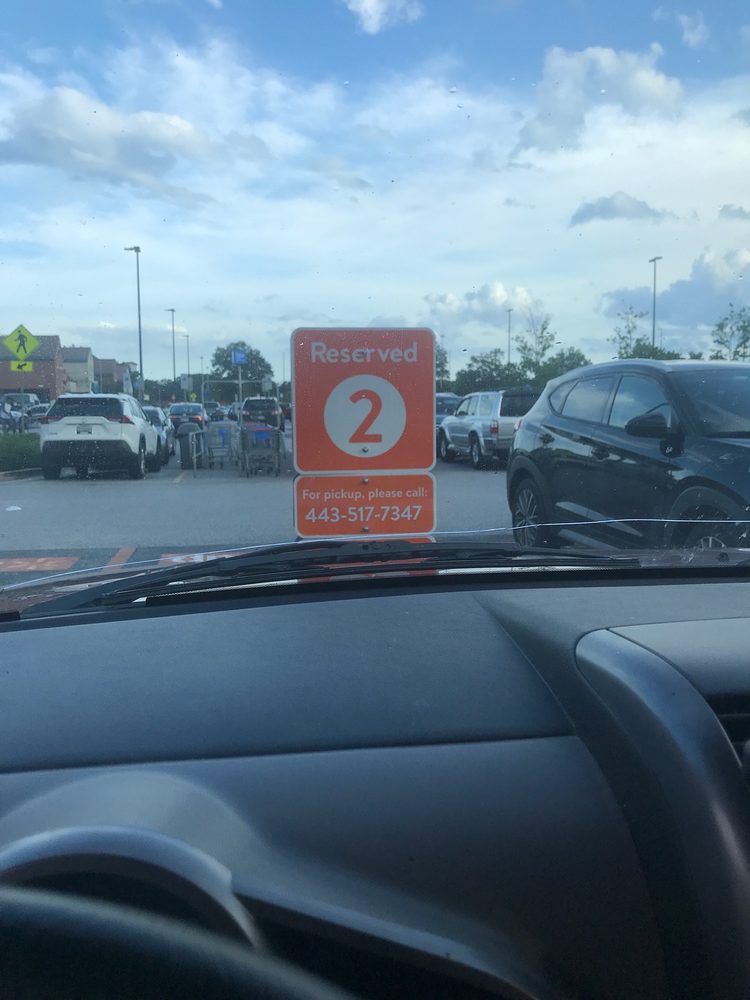 Reserved
2
For pickup, please call:
443-517-7347